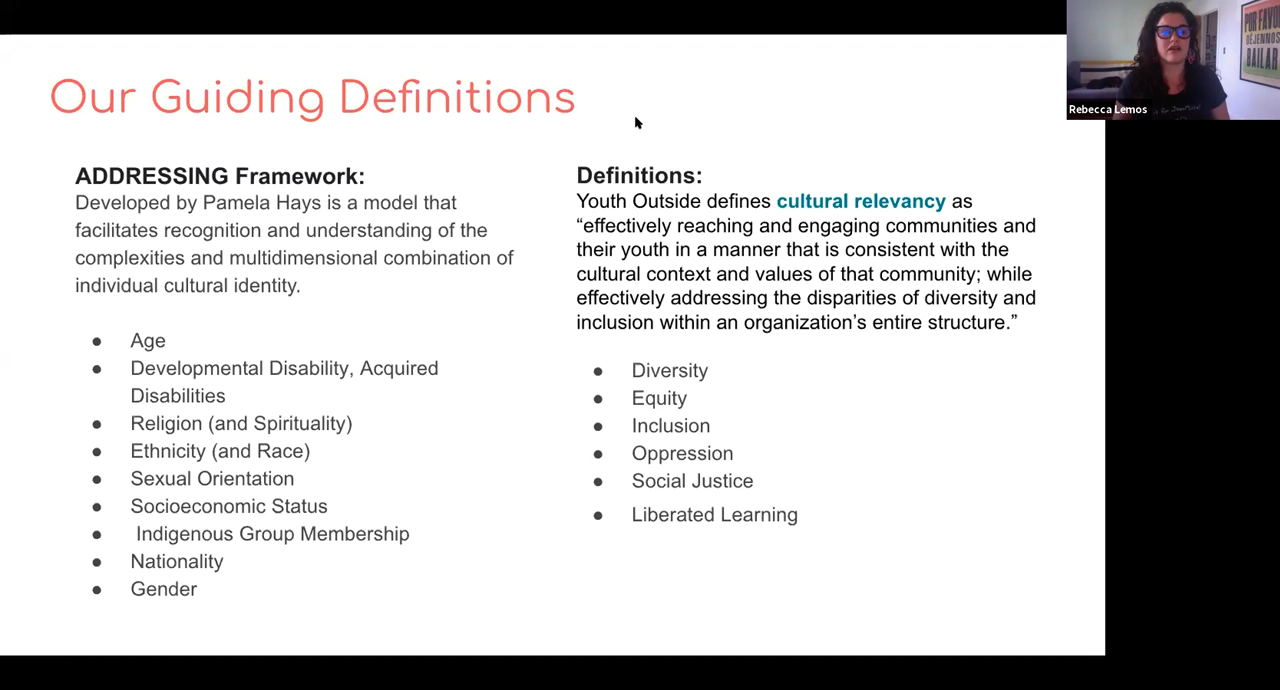 Our Guiding Definitions
ADDRESSING Framework:
Developed by Pamela Hays is a model that
facilitates recognition and understanding of the
complexities and multidimensional combination of
individual cultural identity.
● Age
● Developmental Disability, Acquired
Disabilities
● Religion (and Spirituality)
● Ethnicity (and Race)
● Sexual Orientation
● Socioeconomic Status
● Indigenous Group Membership
● Nationality
● Gender
Definitions:
Youth Outside defines cultural relevancy as
“effectively reaching and engaging communities and
their youth in a manner that is consistent with the
cultural context and values of that community; while
effectively addressing the disparities of diversity and
inclusion within an organization’s entire structure.”
● Diversity
● Equity
● Inclusion
● Oppression
● Social Justice
● Liberated Learning
POR FAVO
DÉJENNOS
BAILAR
Rebecca Lemos